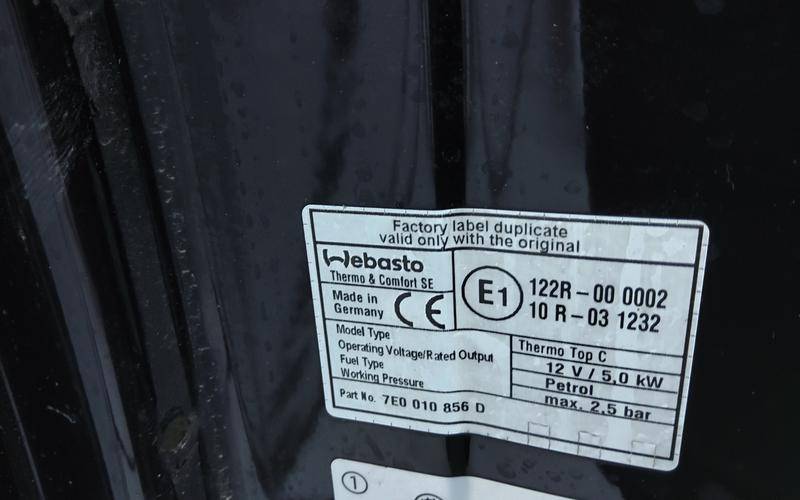 Factory label duplicate
valid only with the original
Webasto
Thermo & Comfort SE
Made in
Germany
CE
E1
122R - 00 0002
10 R - 03 1232
Model Type
Thermo Top C
Operating Voltage/Rated Output
12 V / 5,0 kW
Fuel Type
Petrol
Working Pressure
max. 2,5 bar
Part No. 7E0 010 856 D
1